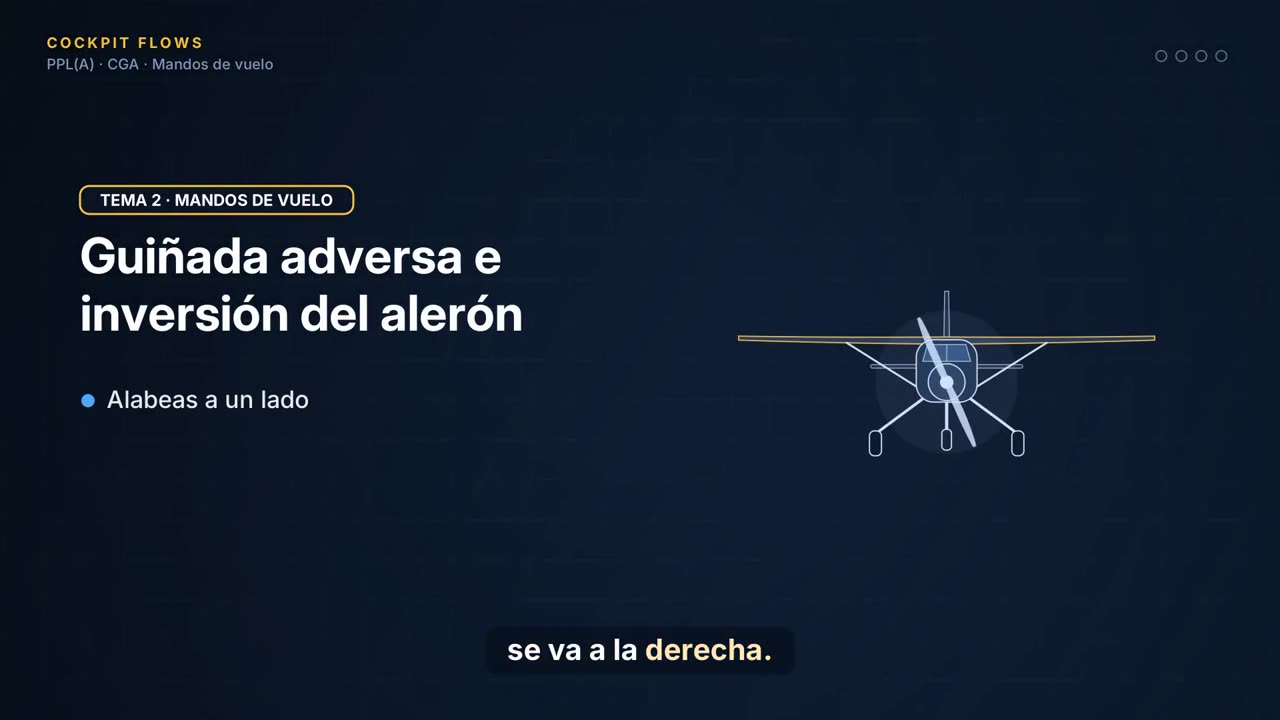 COCKPIT FLOWS
PPL(A) · CGA · Mandos de vuelo
TEMA 2 · MANDOS DE VUELO
Guiñada adversa e
inversión del alerón
Alabeas a un lado
se va a la derecha.